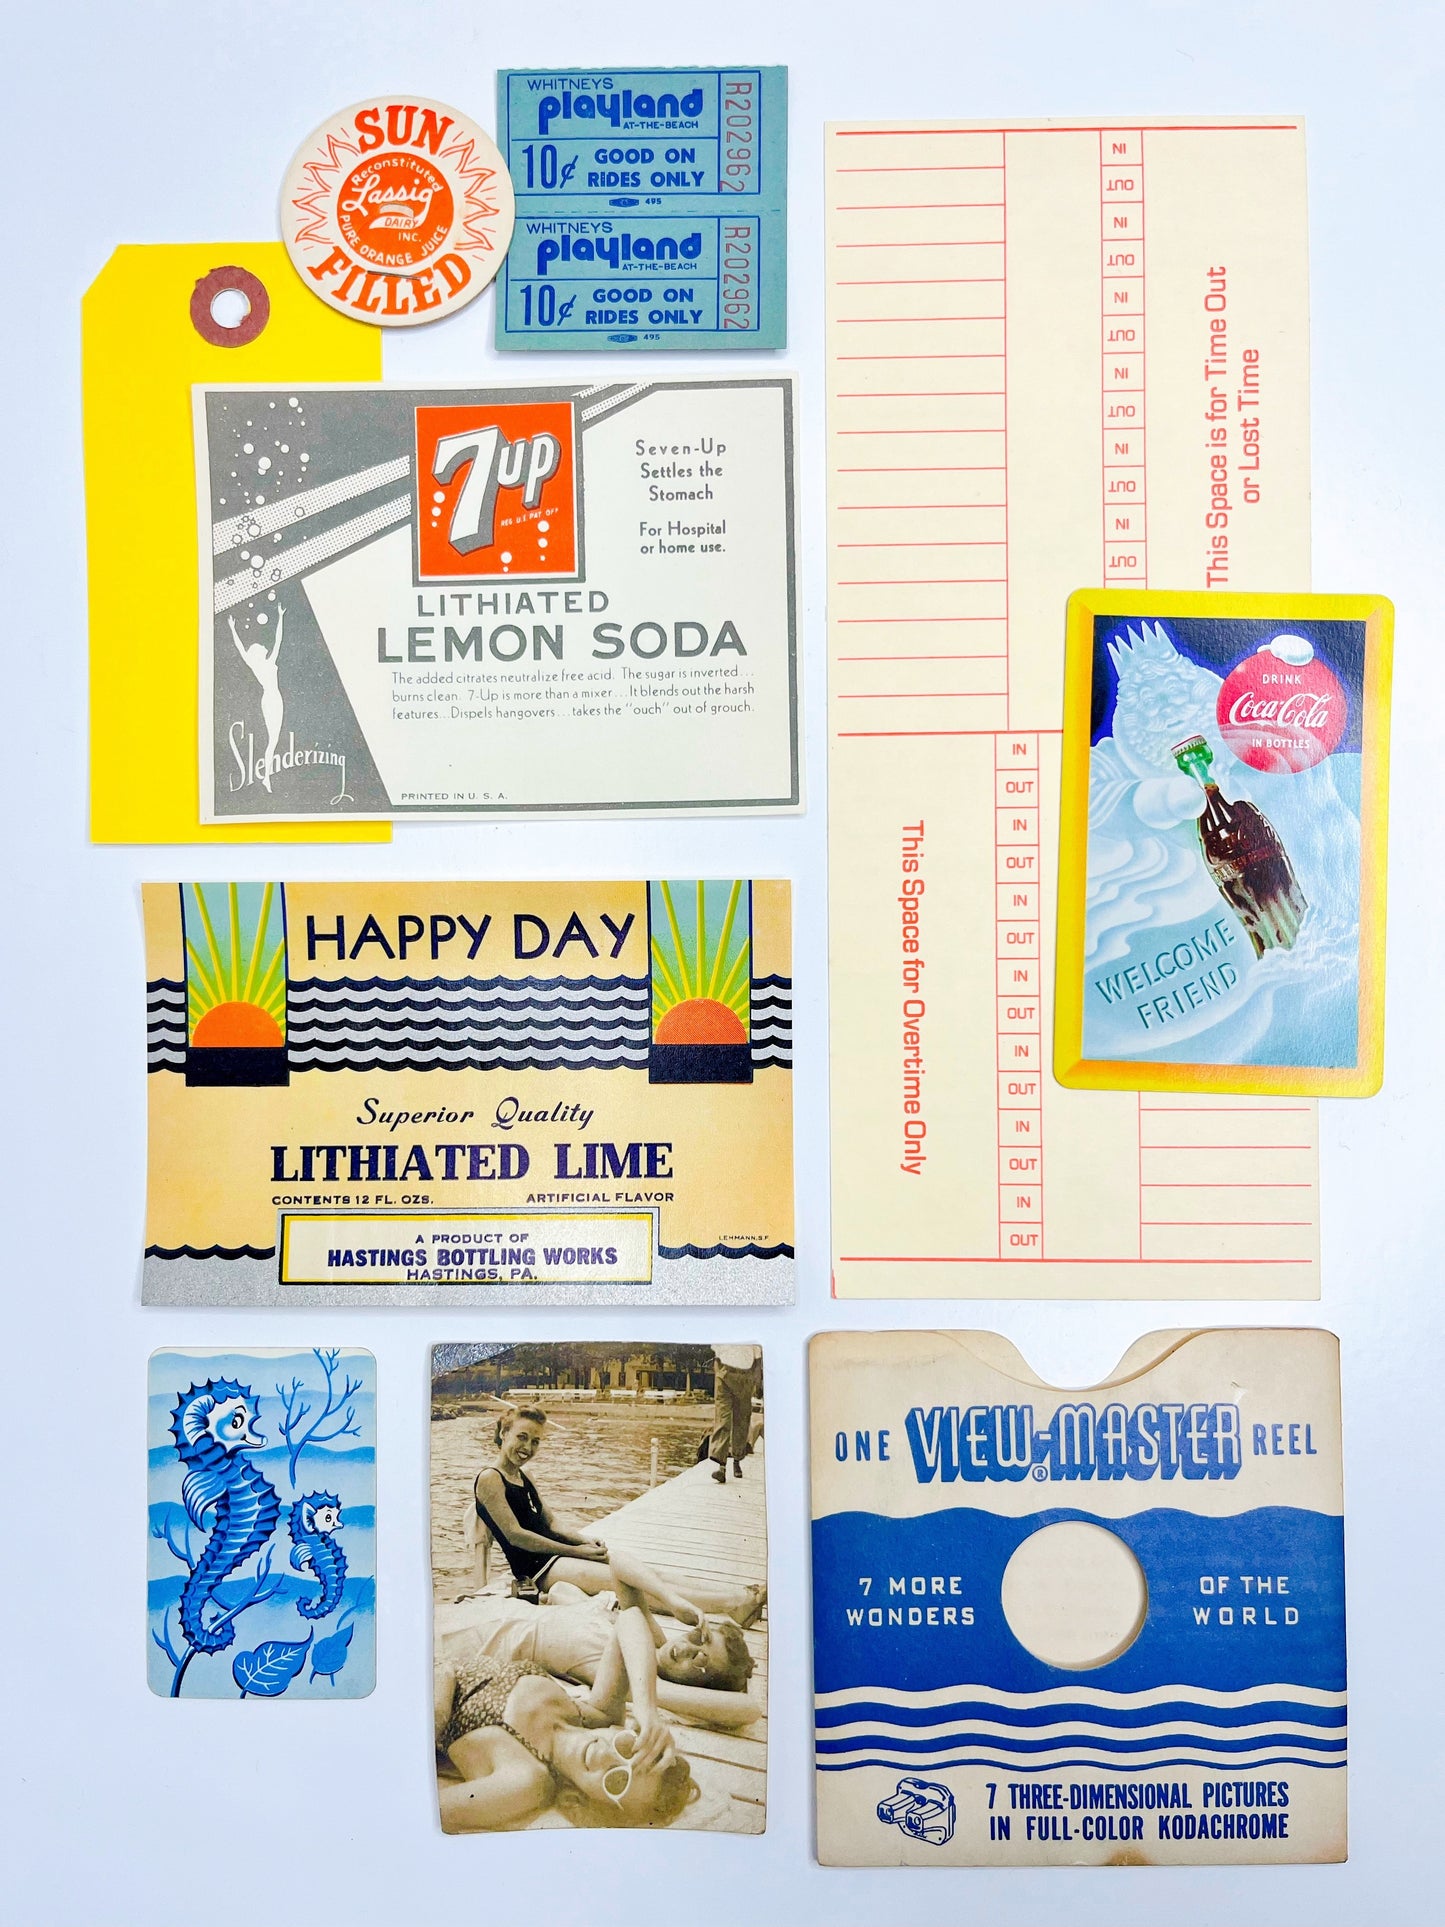 SUN
Reconstituted
Lassig
DAIRY
INC.
PURE ORANGE JUICE
FILLED
WHITNEYS
playland
AT-THE-BEACH
10¢ GOOD ON
RIDES ONLY
495
R202962
WHITNEYS
playland
AT-THE-BEACH
10¢ GOOD ON
RIDES ONLY
495
R202962
IN
OUT
IN
OUT
IN
OUT
IN
OUT
IN
OUT
IN
OUT
This Space is for Time Out
or Lost Time
7up
REG. U.S. PAT. OFF.
Seven-Up
Settles the
Stomach
For Hospital
or home use.
LITHIATED
LEMON SODA
The added citrates neutralize free acid. The sugar is inverted...
burns clean. 7-Up is more than a mixer...It blends out the harsh
features...Dispels hangovers...takes the "ouch" out of grouch.
Slenderizing
PRINTED IN U. S. A.
DRINK
Coca-Cola
IN BOTTLES
WELCOME
FRIEND
IN
OUT
IN
OUT
IN
OUT
IN
OUT
IN
OUT
IN
OUT
IN
OUT
This Space for Overtime Only
HAPPY DAY
Superior Quality
LITHIATED LIME
CONTENTS 12 FL. OZS. ARTIFICIAL FLAVOR
A PRODUCT OF
HASTINGS BOTTLING WORKS
HASTINGS, PA.
LEHMANN.S.F.
ONE VIEW-MASTER® REEL
7 MORE
WONDERS
OF THE
WORLD
7 THREE-DIMENSIONAL PICTURES
IN FULL-COLOR KODACHROME